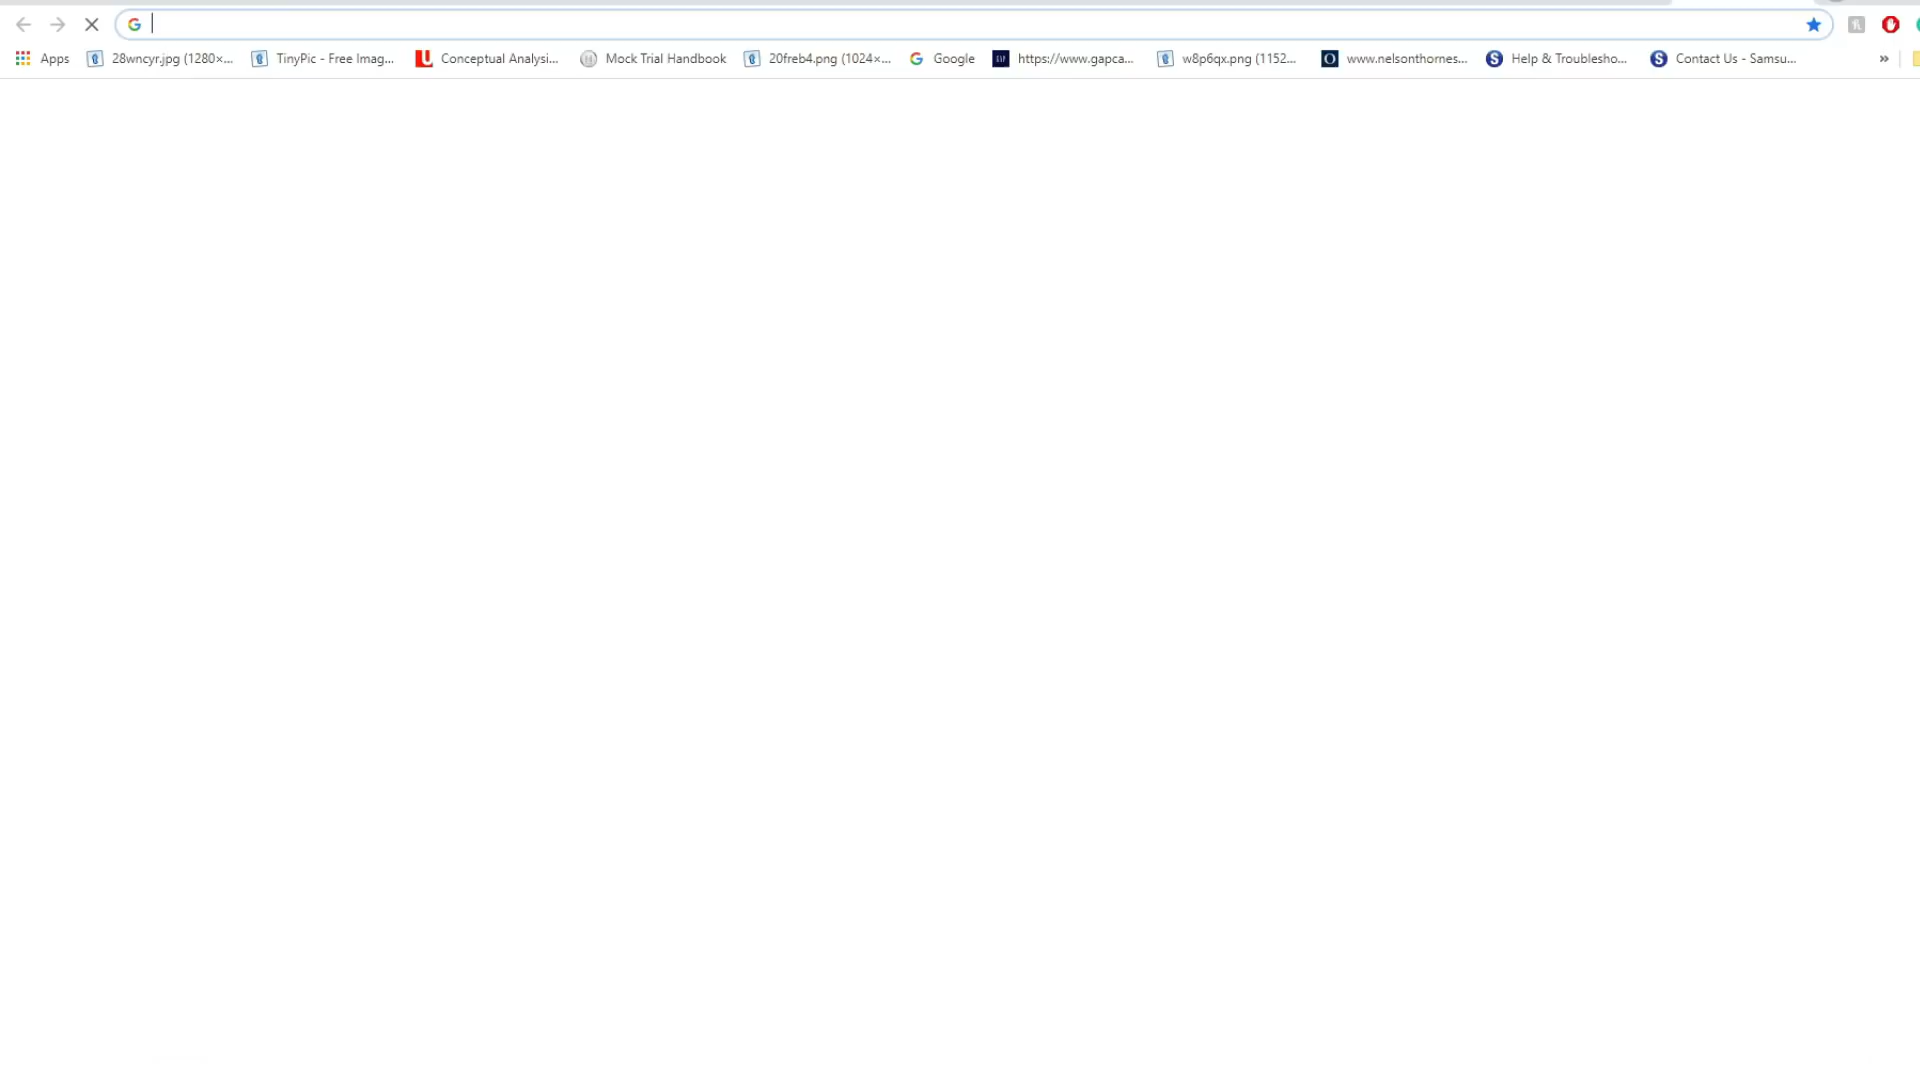 Apps 28wncyr.jpg (1280×... TinyPic - Free Imag... Conceptual Analysi... Mock Trial Handbook 20freb4.png (1024×... Google https://www.gapca... w8p6qx.png (1152... www.nelsonthornes... Help & Troublesho... Contact Us - Samsu... »